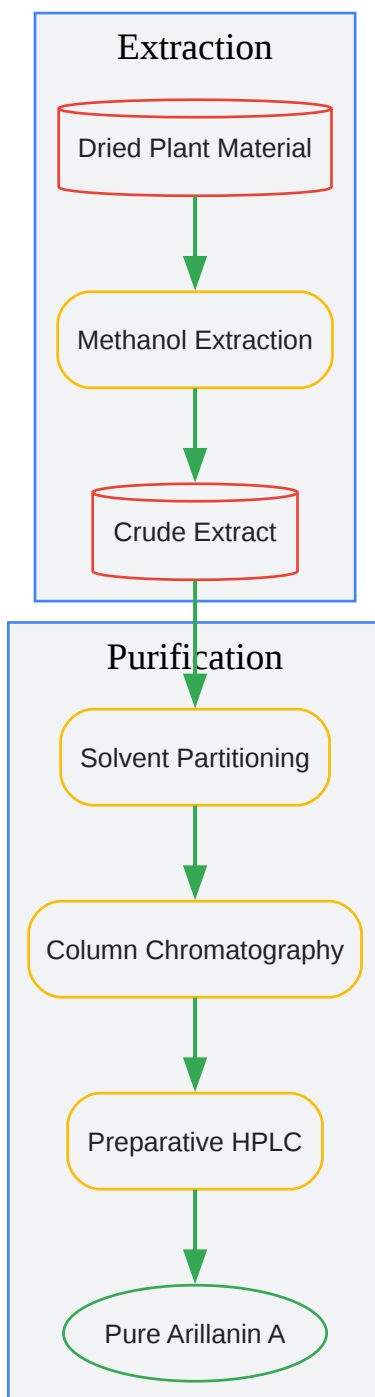 Extraction
Dried Plant Material
Methanol Extraction
Crude Extract
Purification
Solvent Partitioning
Column Chromatography
Preparative HPLC
Pure Arillanin A